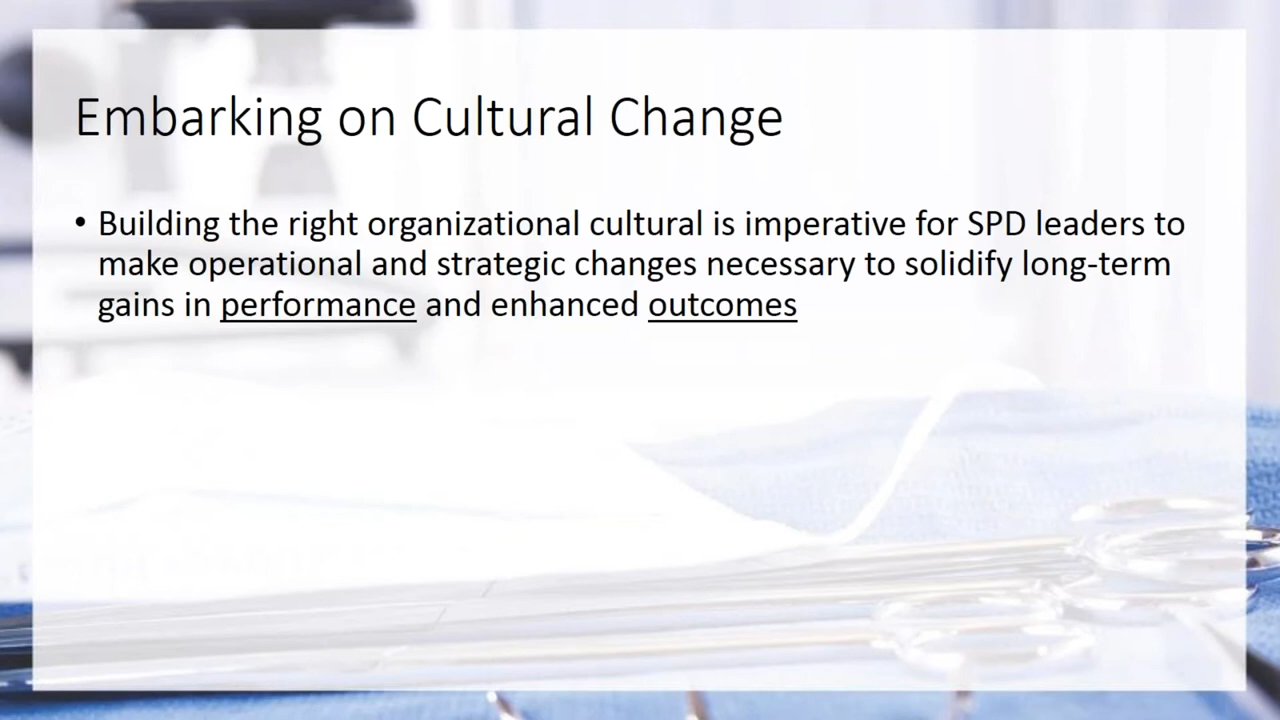 Embarking on Cultural Change
• Building the right organizational cultural is imperative for SPD leaders to
make operational and strategic changes necessary to solidify long-term
gains in performance and enhanced outcomes